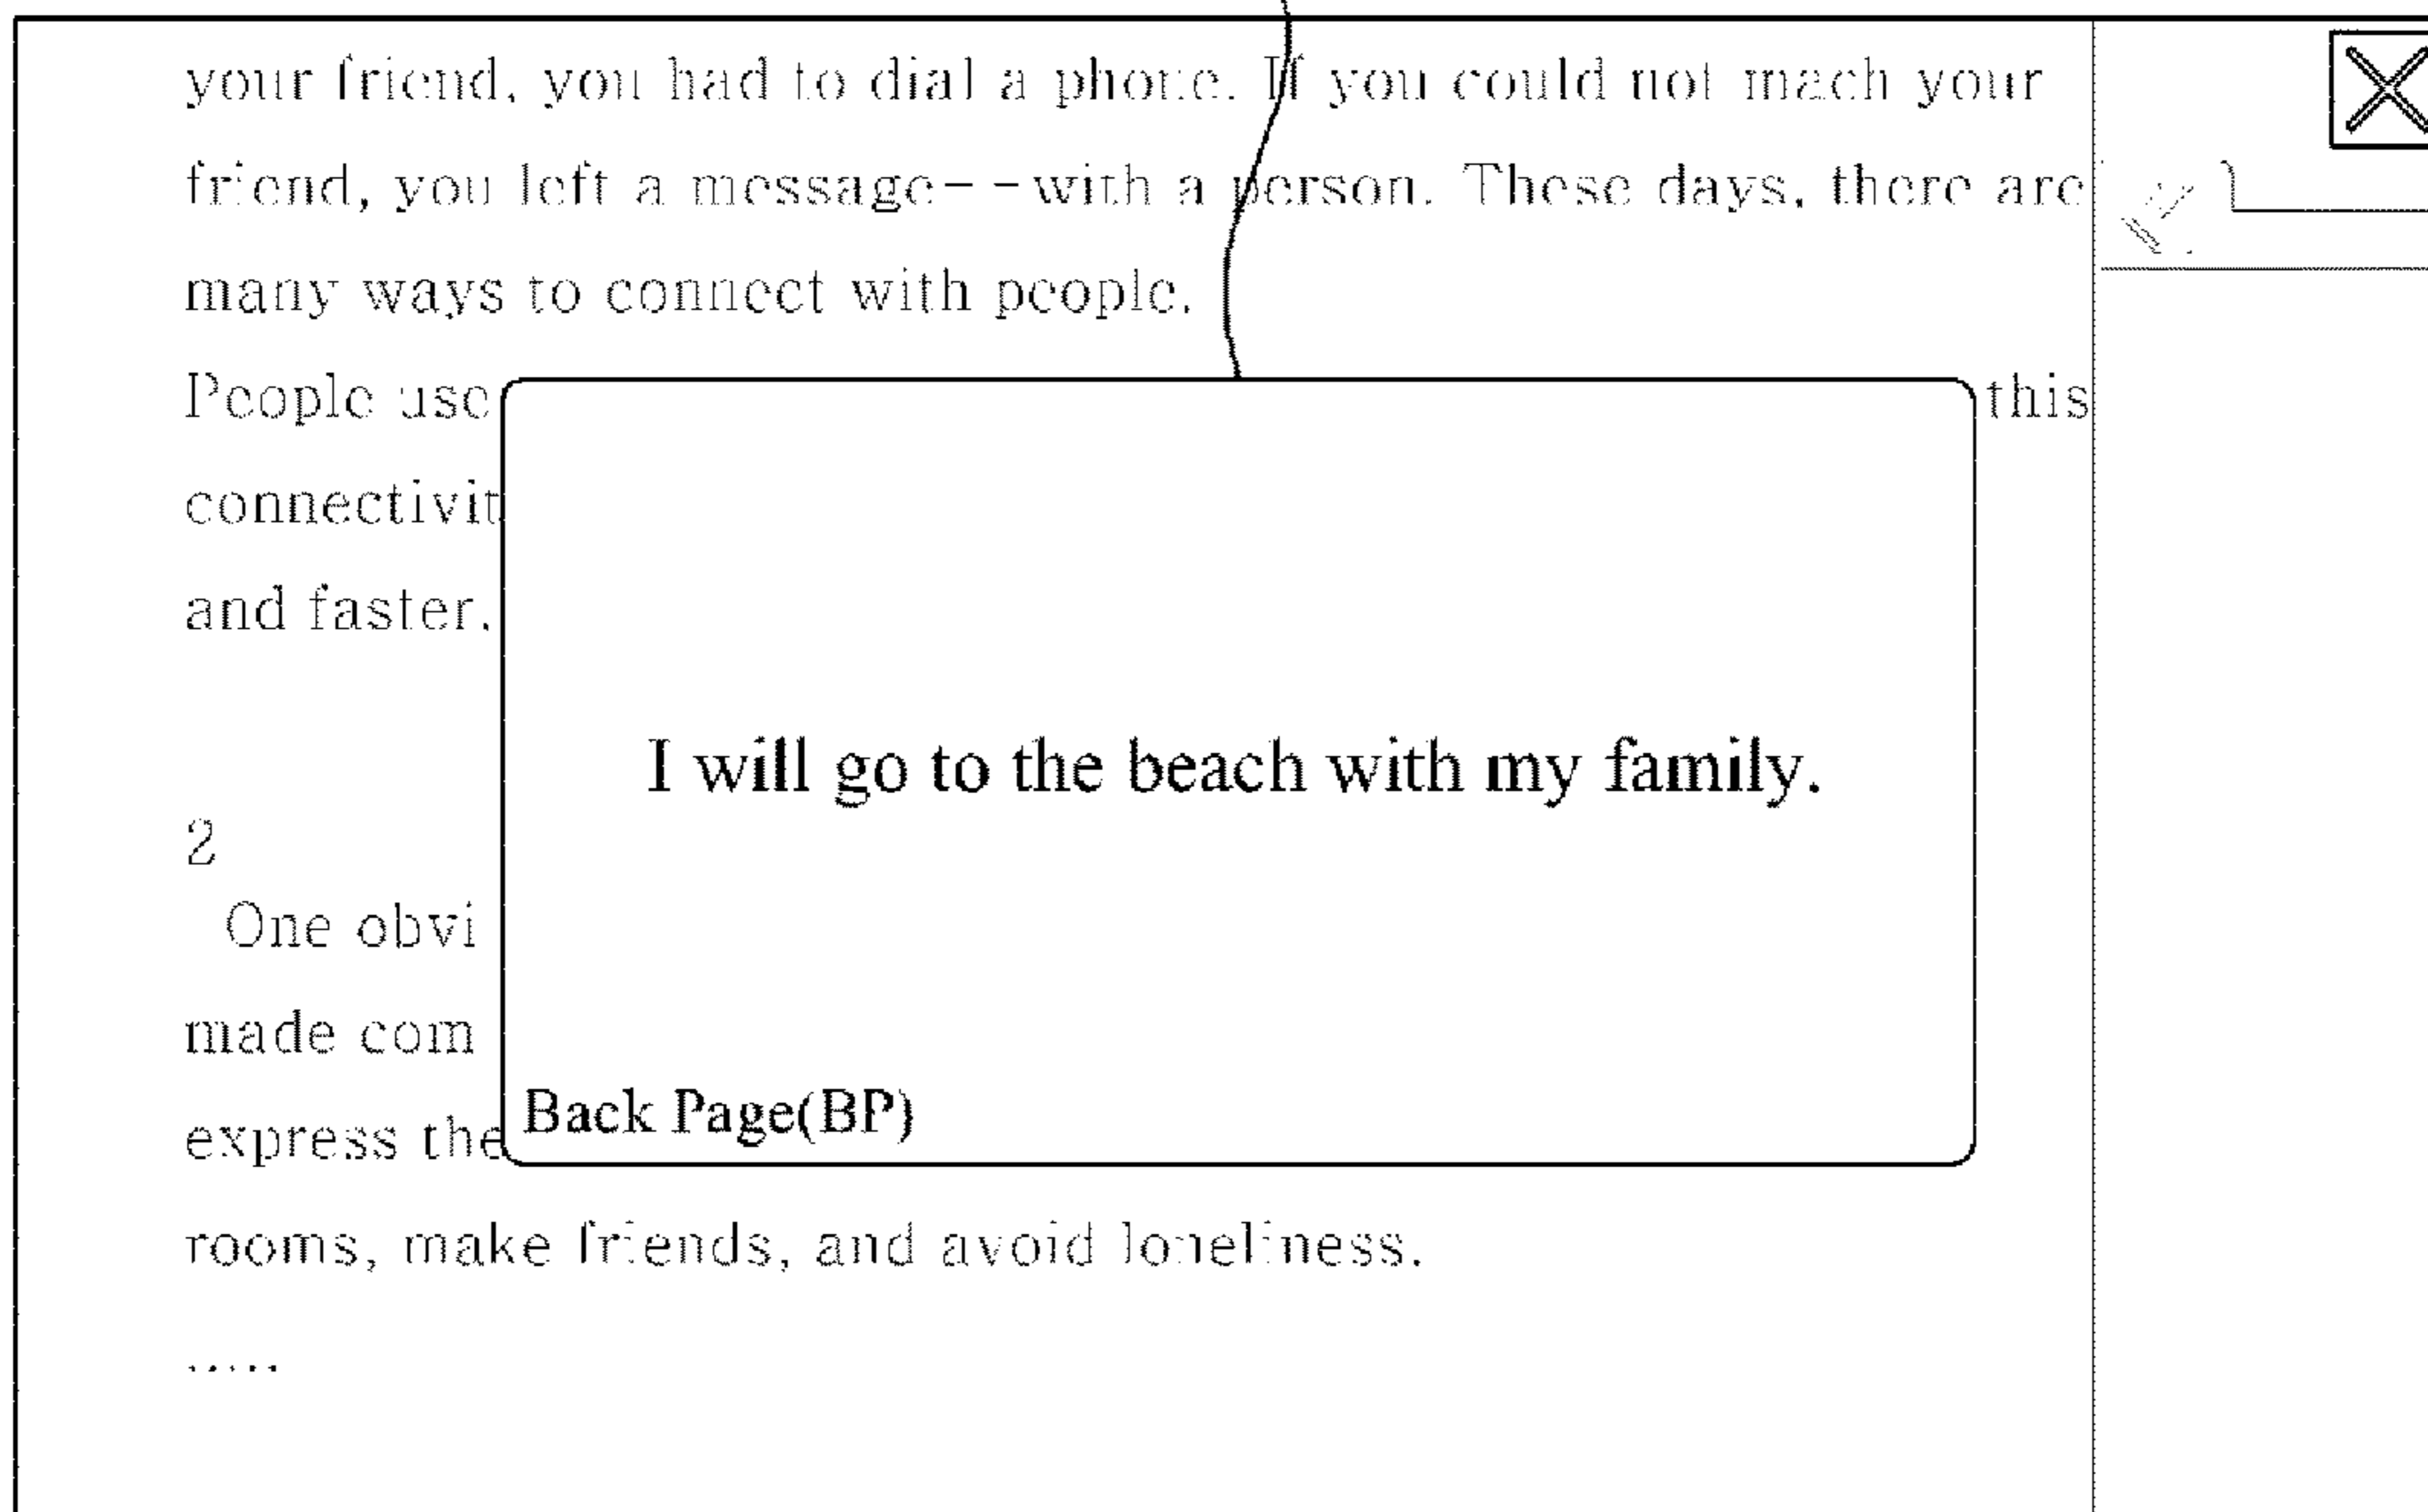 your friend, you had to dial a phone. If you could not mach your
friend, you left a message--with a person. These days, there are
many ways to connect with people.
People use this
connectivit
and faster.
I will go to the beach with my family.
2
One obvi
made com
Back Page(BP)
express the
rooms, make friends, and avoid loneliness.
.....